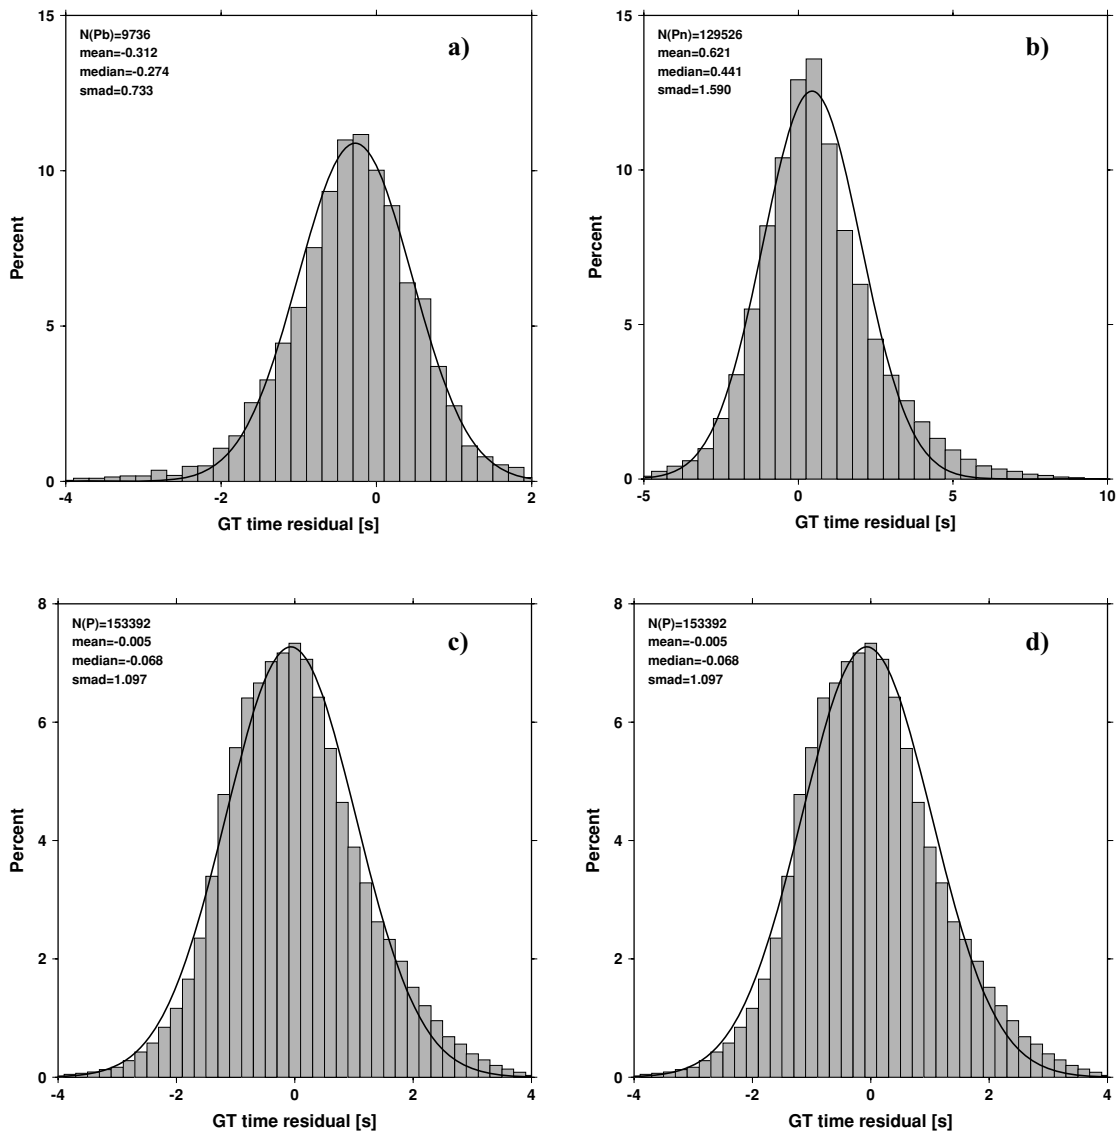 15
10
5
0
Percent
N(Pb)=9736
mean=-0.312
median=-0.274
smad=0.733
a)
-4
-2
0
2
GT time residual [s]
15
10
5
0
Percent
N(Pn)=129526
mean=0.621
median=0.441
smad=1.590
b)
-5
0
5
10
GT time residual [s]
8
6
4
2
0
Percent
N(P)=153392
mean=-0.005
median=-0.068
smad=1.097
c)
-4
-2
0
2
4
GT time residual [s]
8
6
4
2
0
Percent
N(P)=153392
mean=-0.005
median=-0.068
smad=1.097
d)
-4
-2
0
2
4
GT time residual [s]